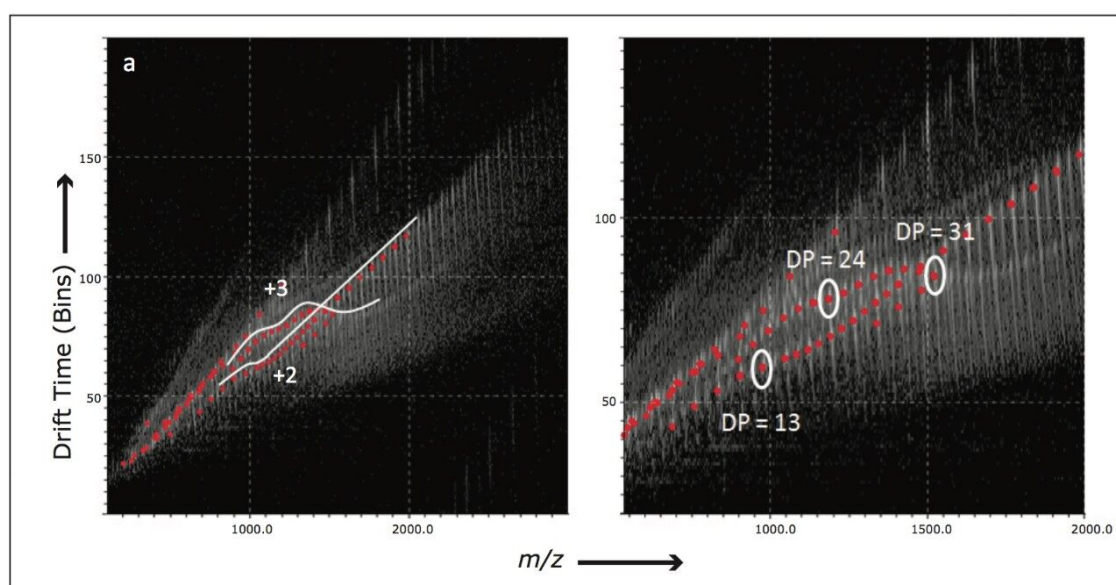 a
150
100
50
+3
+2
1000.0
2000.0
Drift Time (Bins)
100
50
DP = 31
DP = 24
DP = 13
1000.0
1500.0
2000.0
m/z